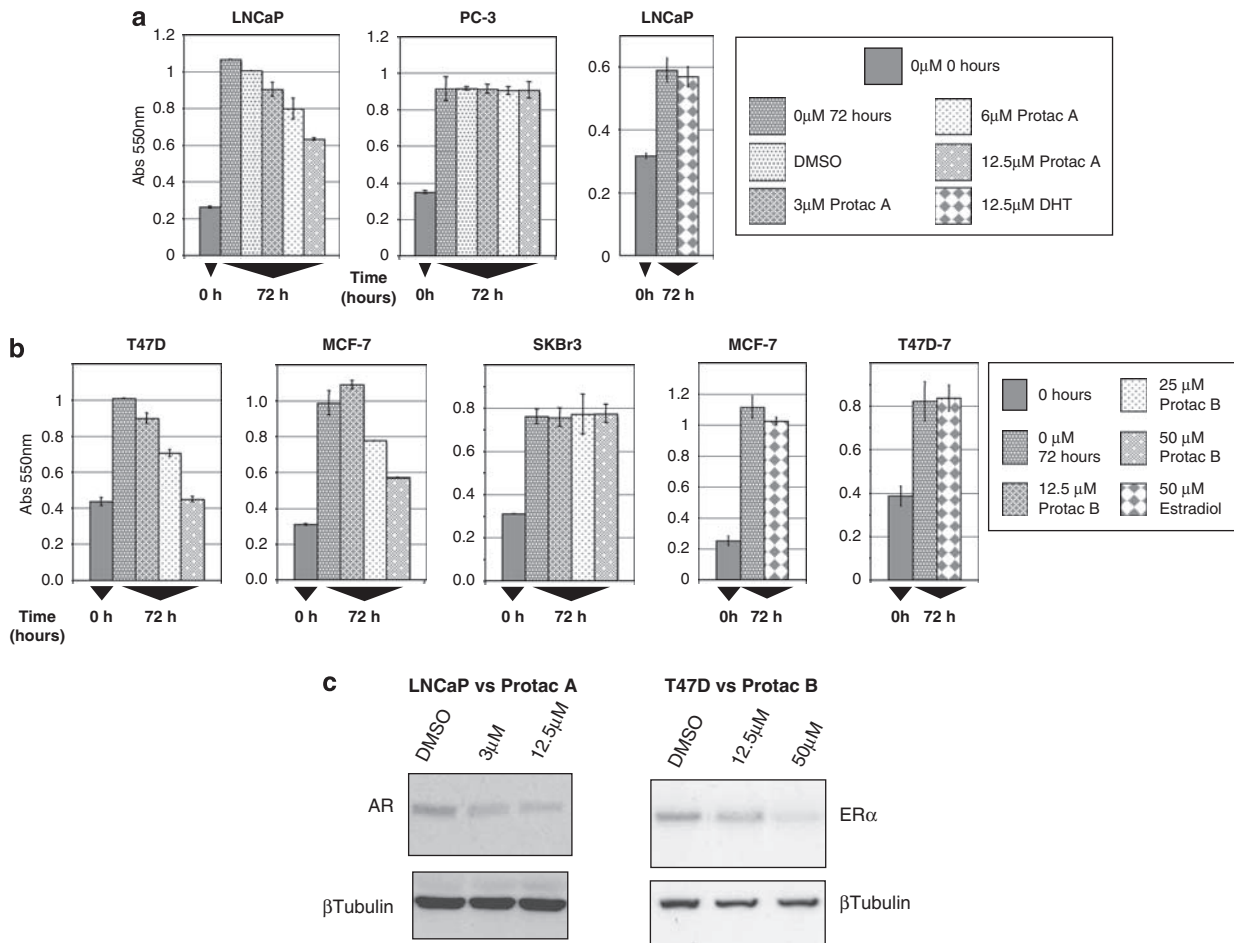 a
LNCaP
PC-3
LNCaP
Abs 550nm
1.2
1
0.8
0.6
0.4
0.2
0
1.2
1
0.8
0.6
0.4
0.2
0
0.6
0.4
0.2
0
0 h
72 h
Time
(hours)
0h
72 h
0h
72 h
0µM 0 hours
0µM 72 hours
6µM Protac A
DMSO
12.5µM Protac A
3µM Protac A
12.5µM DHT
b
T47D
MCF-7
SKBr3
MCF-7
T47D-7
Abs 550nm
1.2
1.0
0.8
0.6
0.4
0.2
0.0
1.2
1.0
0.8
0.6
0.4
0.2
0.0
0.8
0.6
0.4
0.2
0.0
1.2
1
0.8
0.6
0.4
0.2
0
0.8
0.6
0.4
0.2
0
Time
(hours)
0 h
72 h
0 h
72 h
0 h
72 h
0h
72 h
0h
72 h
0 hours
25 µM
Protac B
0 µM
72 hours
50 µM
Protac B
12.5 µM
Protac B
50 µM
Estradiol
c
LNCaP vs Protac A
T47D vs Protac B
DMSO
3µM
12.5µM
DMSO
12.5µM
50µM
AR
ERα
βTubulin
βTubulin